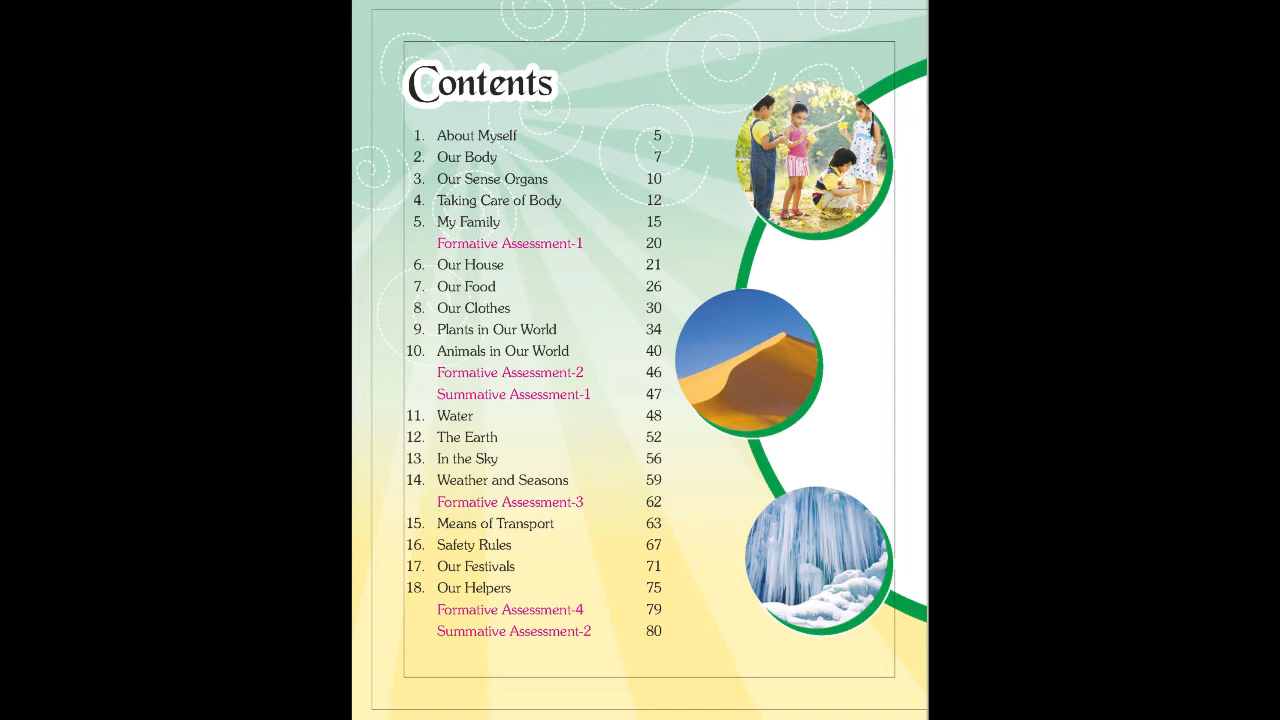 Contents
1. About Myself 5
2. Our Body 7
3. Our Sense Organs 10
4. Taking Care of Body 12
5. My Family 15
Formative Assessment-1 20
6. Our House 21
7. Our Food 26
8. Our Clothes 30
9. Plants in Our World 34
10. Animals in Our World 40
Formative Assessment-2 46
Summative Assessment-1 47
11. Water 48
12. The Earth 52
13. In the Sky 56
14. Weather and Seasons 59
Formative Assessment-3 62
15. Means of Transport 63
16. Safety Rules 67
17. Our Festivals 71
18. Our Helpers 75
Formative Assessment-4 79
Summative Assessment-2 80